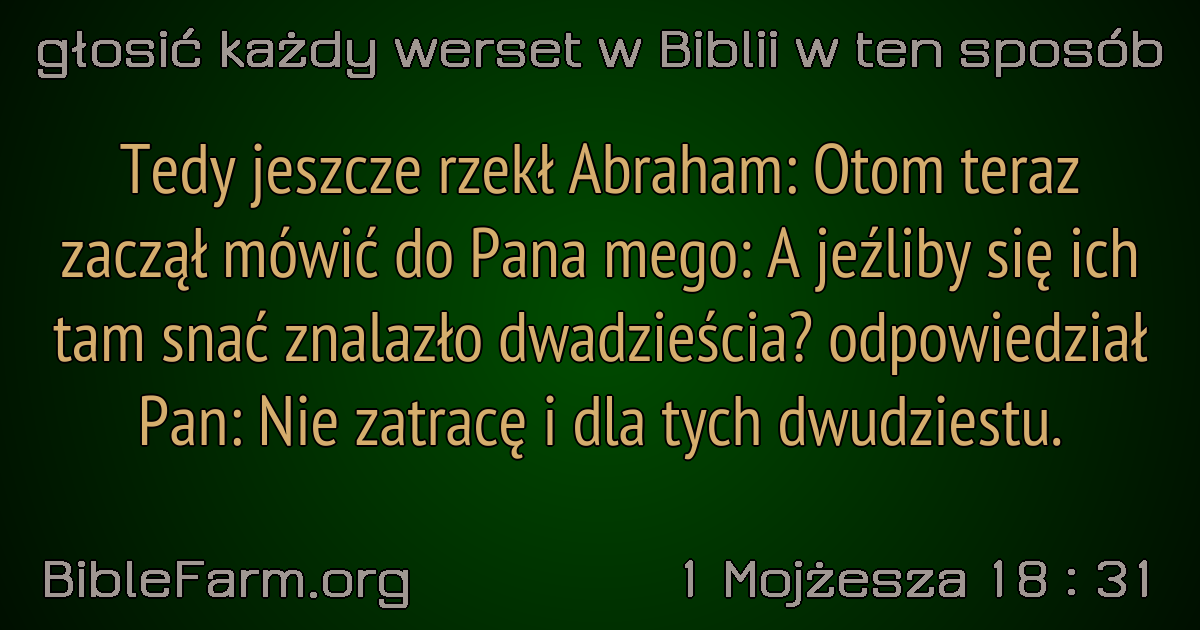 głosić każdy werset w Biblii w ten sposób
Tedy jeszcze rzekł Abraham: Otom teraz
zaczął mówić do Pana mego: A jeźliby się ich
tam snać znalazło dwadzieścia? odpowiedział
Pan: Nie zatracę i dla tych dwudziestu.
BibleFarm.org
1 Mojżesza 18 : 31